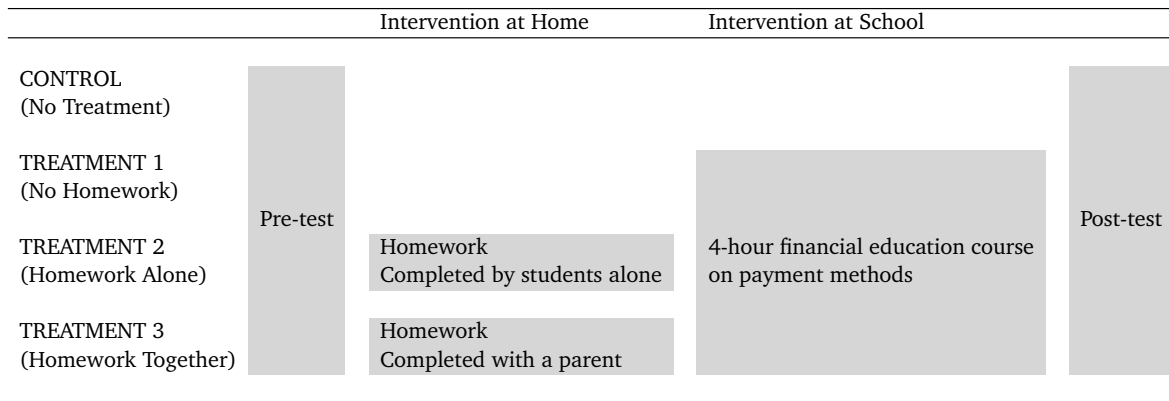 Intervention at Home Intervention at School
CONTROL
(No Treatment)
TREATMENT 1
(No Homework)
Pre-test Post-test
TREATMENT 2 Homework 4-hour financial education course
(Homework Alone) Completed by students alone on payment methods
TREATMENT 3 Homework
(Homework Together) Completed with a parent